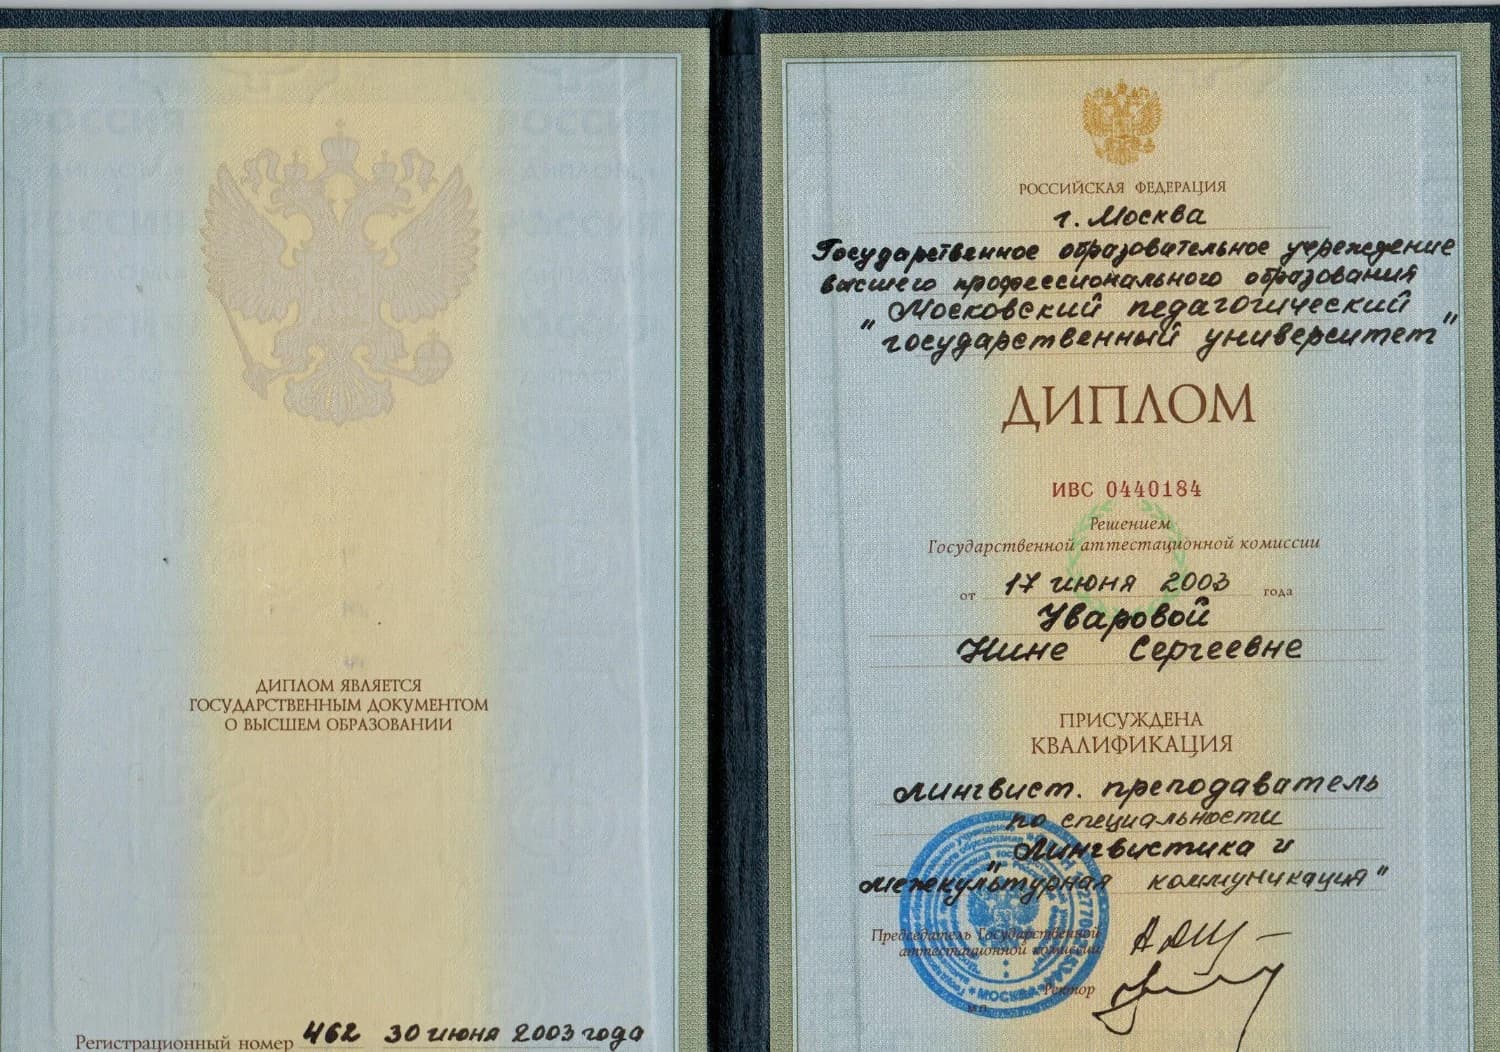 ДИПЛОМ ЯВЛЯЕТСЯ
ГОСУДАРСТВЕННЫМ ДОКУМЕНТОМ
О ВЫСШЕМ ОБРАЗОВАНИИ
Регистрационный номер 462 30 июня 2003 года
РОССИЙСКАЯ ФЕДЕРАЦИЯ
г. Москва
Государственное образовательное учреждение
высшего профессионального образования
"Московский педагогический
государственный университет"
ДИПЛОМ
ИВС 0440184
Решением
Государственной аттестационной комиссии
от 17 июня 2003 года
Уваровой
Нине Сергеевне
ПРИСУЖДЕНА
КВАЛИФИКАЦИЯ
лингвист. преподаватель
по специальности
"Лингвистика и
межкультурная коммуникация"
Председатель Государственной
аттестационной комиссии
Ректор
МОСКВА